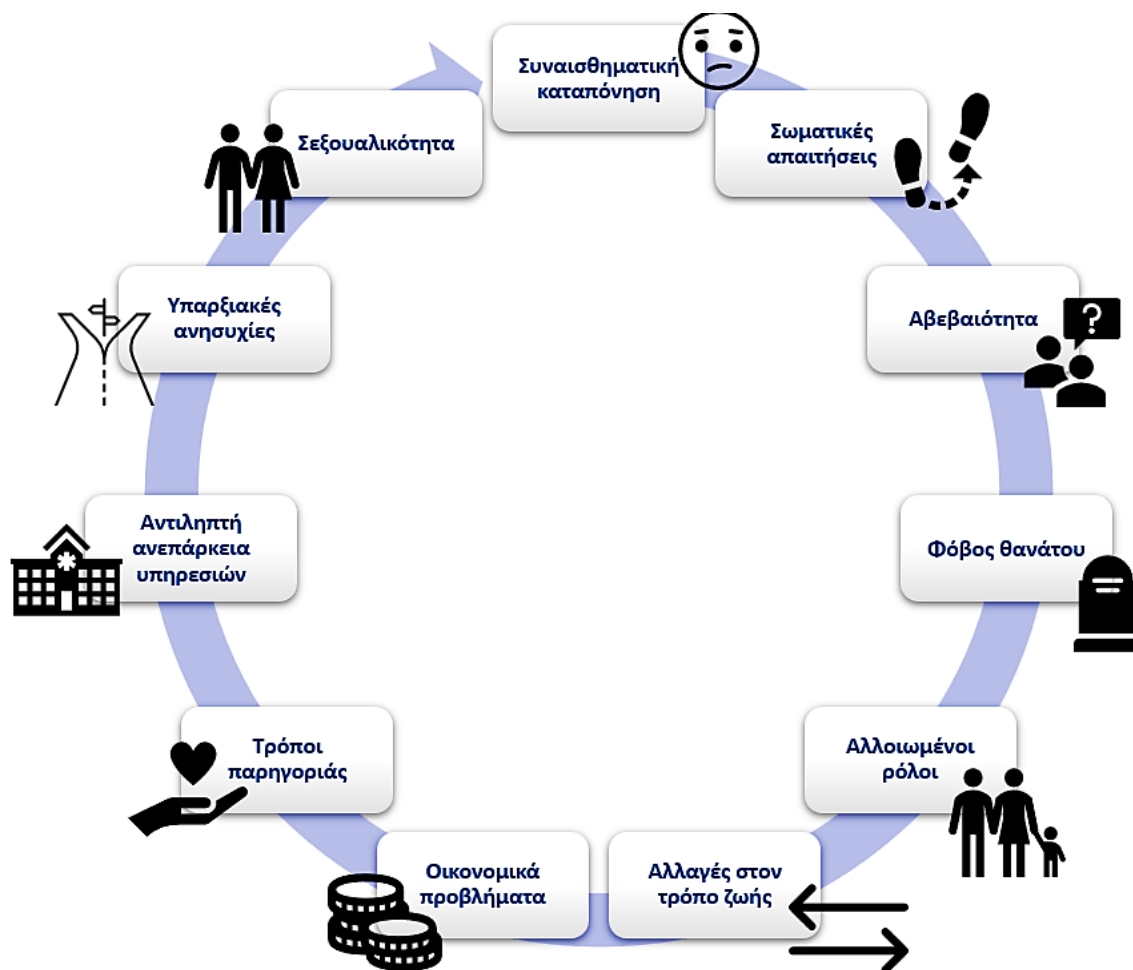 Συναισθηματική
καταπόνηση
Σωματικές
απαιτήσεις
Αβεβαιότητα
?
Φόβος θανάτου
Αλλοιωμένοι
ρόλοι
Αλλαγές στον
τρόπο ζωής
Οικονομικά
προβλήματα
Τρόποι
παρηγοριάς
Αντιληπτή
ανεπάρκεια
υπηρεσιών
Υπαρξιακές
ανησυχίες
Σεξουαλικότητα